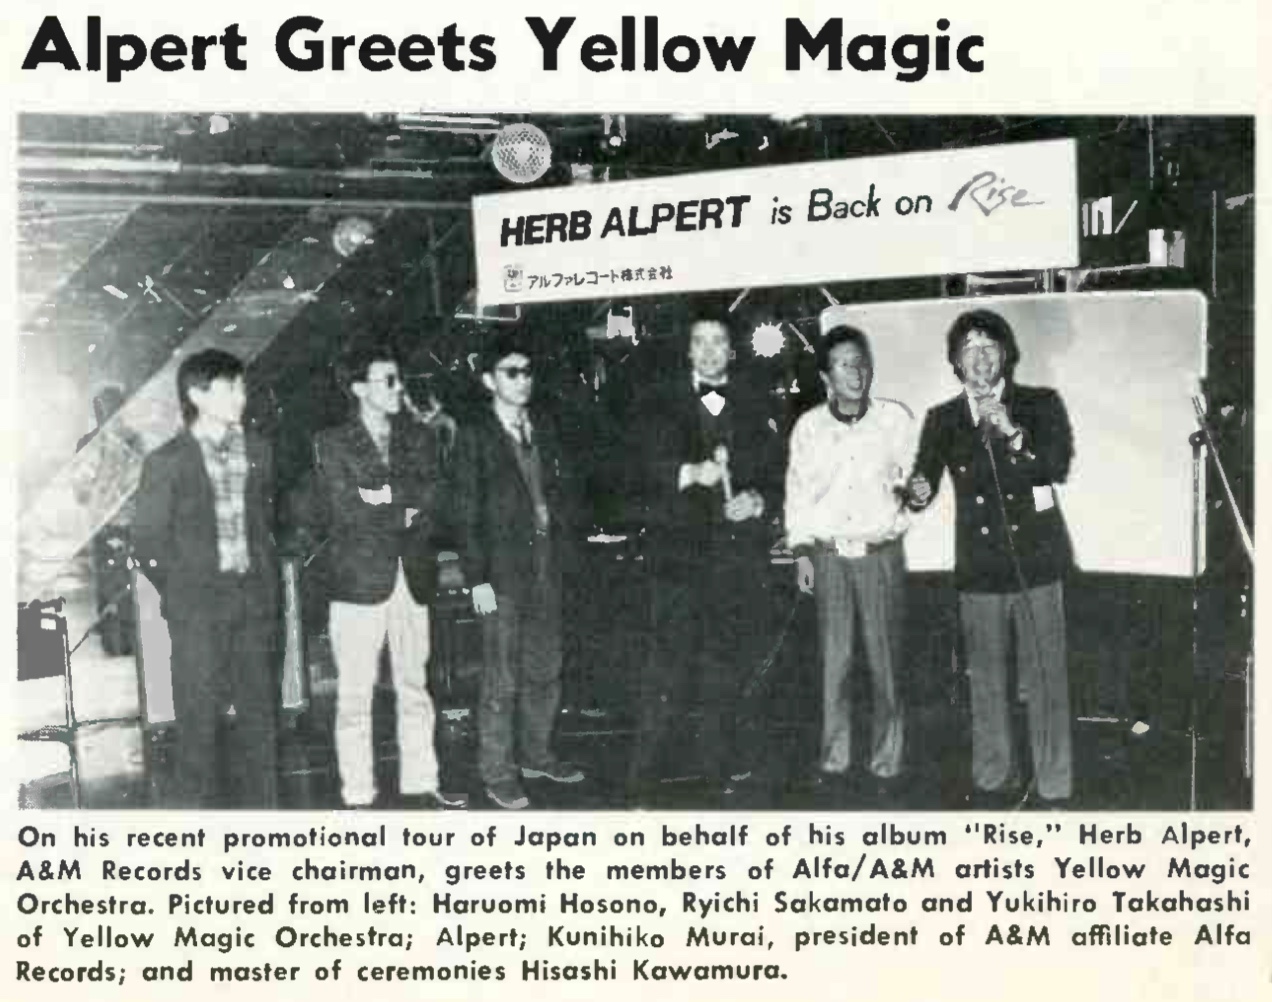 Alpert Greets Yellow Magic
HERB ALPERT is Back on Rise
アルファレコード株式会社
On his recent promotional tour of Japan on behalf of his album "Rise," Herb Alpert,
A&M Records vice chairman, greets the members of Alfa/A&M artists Yellow Magic
Orchestra. Pictured from left: Haruomi Hosono, Ryichi Sakamato and Yukihiro Takahashi
of Yellow Magic Orchestra; Alpert; Kunihiko Murai, president of A&M affiliate Alfa
Records; and master of ceremonies Hisashi Kawamura.